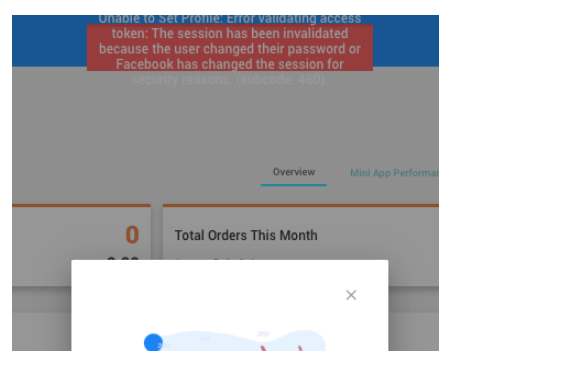 Unable to Set Profile: Error validating access
token: The session has been invalidated
because the user changed their password or
Facebook has changed the session for
security reasons. (subcode: 460).
Overview Mini App Performa
0 Total Orders This Month